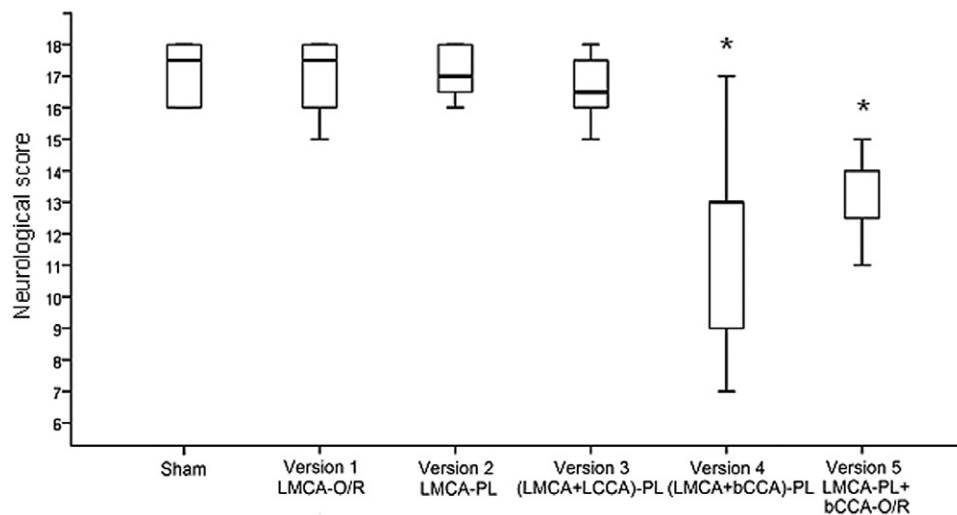 Neurological score
18
17
16
15
14
13
12
11
10
9
8
7
6
*
*
Sham
Version 1
LMCA-O/R
Version 2
LMCA-PL
Version 3
(LMCA+LCCA)-PL
Version 4
(LMCA+bCCA)-PL
Version 5
LMCA-PL+
bCCA-O/R